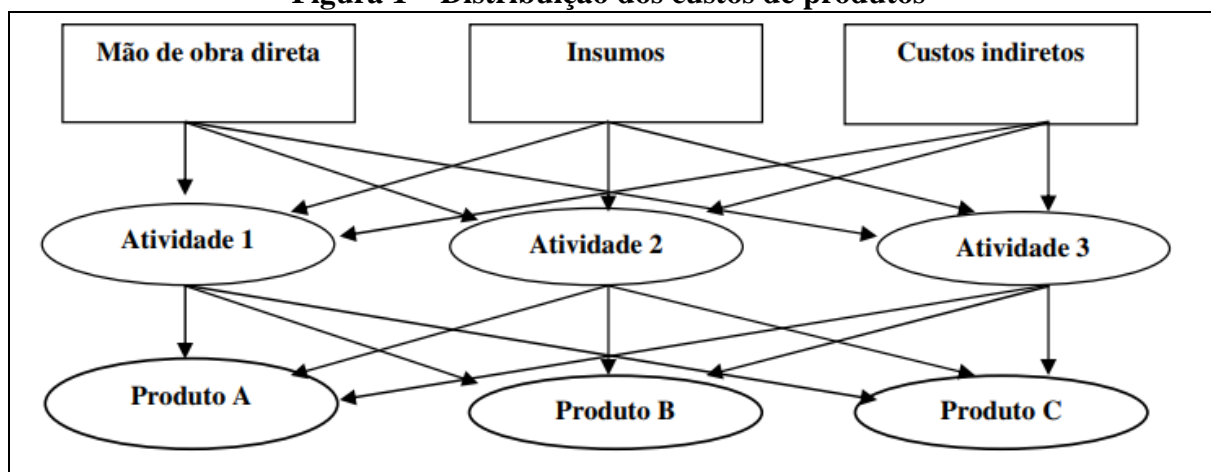 Figura 1 – Distribuição dos custos de produtos
Mão de obra direta
Insumos
Custos indiretos
Atividade 1
Atividade 2
Atividade 3
Produto A
Produto B
Produto C